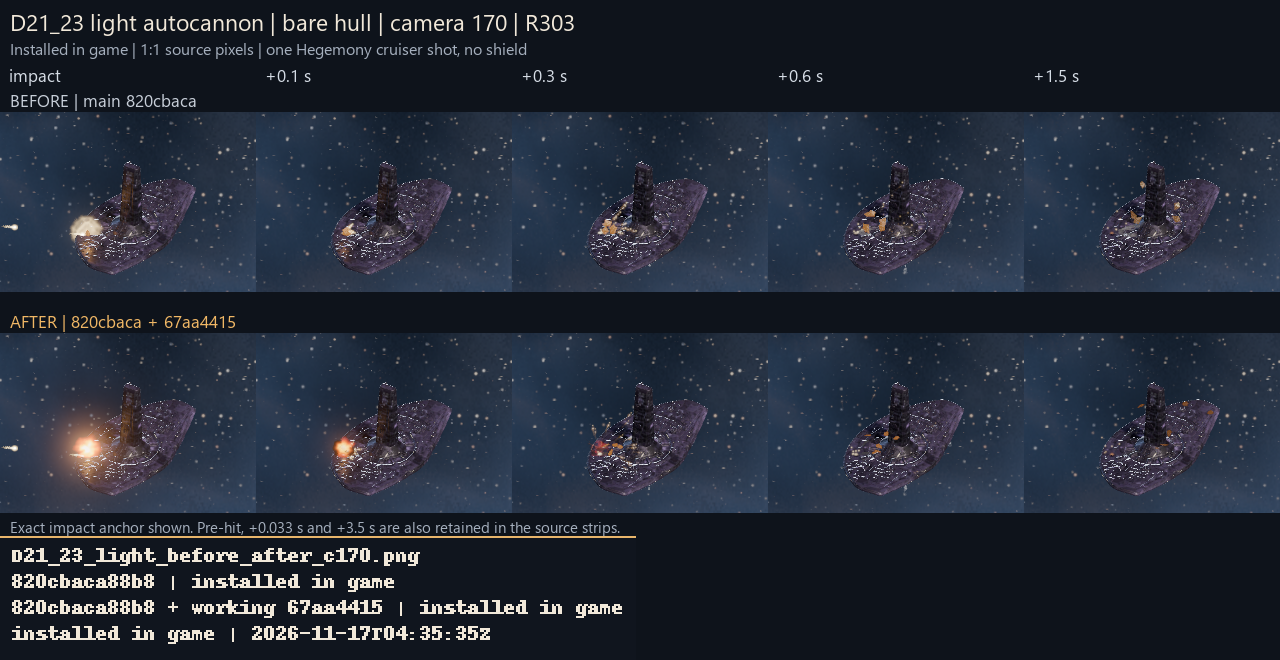 D21_23 light autocannon | bare hull | camera 170 | R303
Installed in game | 1:1 source pixels | one Hegemony cruiser shot, no shield
impact +0.1 s +0.3 s +0.6 s +1.5 s
BEFORE | main 820cbaca
AFTER | 820cbaca + 67aa4415
Exact impact anchor shown. Pre-hit, +0.033 s and +3.5 s are also retained in the source strips.
D21_23_light_before_after_c170.png
820cbaca88b8 | installed in game
820cbaca88b8 + working 67aa4415 | installed in game
installed in game | 2026-11-17T04:35:35Z